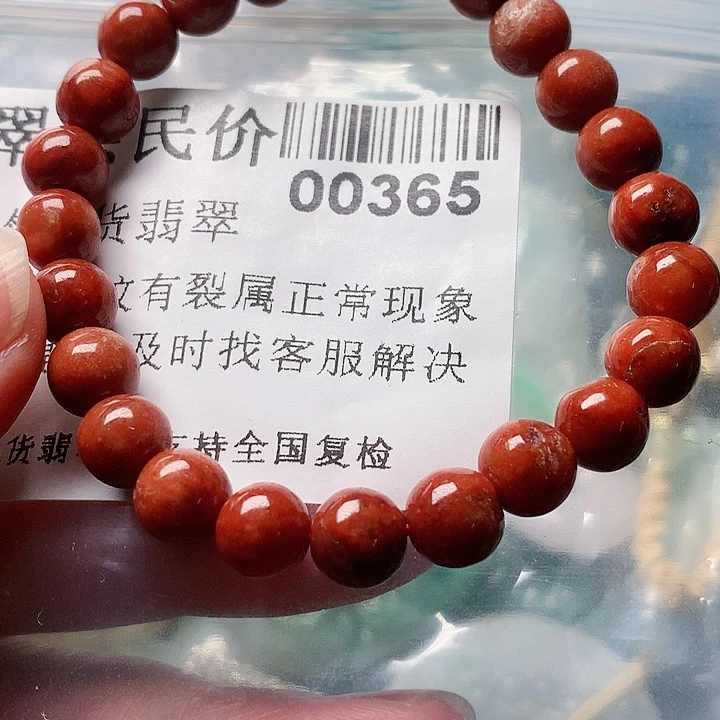 翠 民价
00365
货翡翠
纹有裂属正常现象
及时找客服解决
货翡 支持全国复检